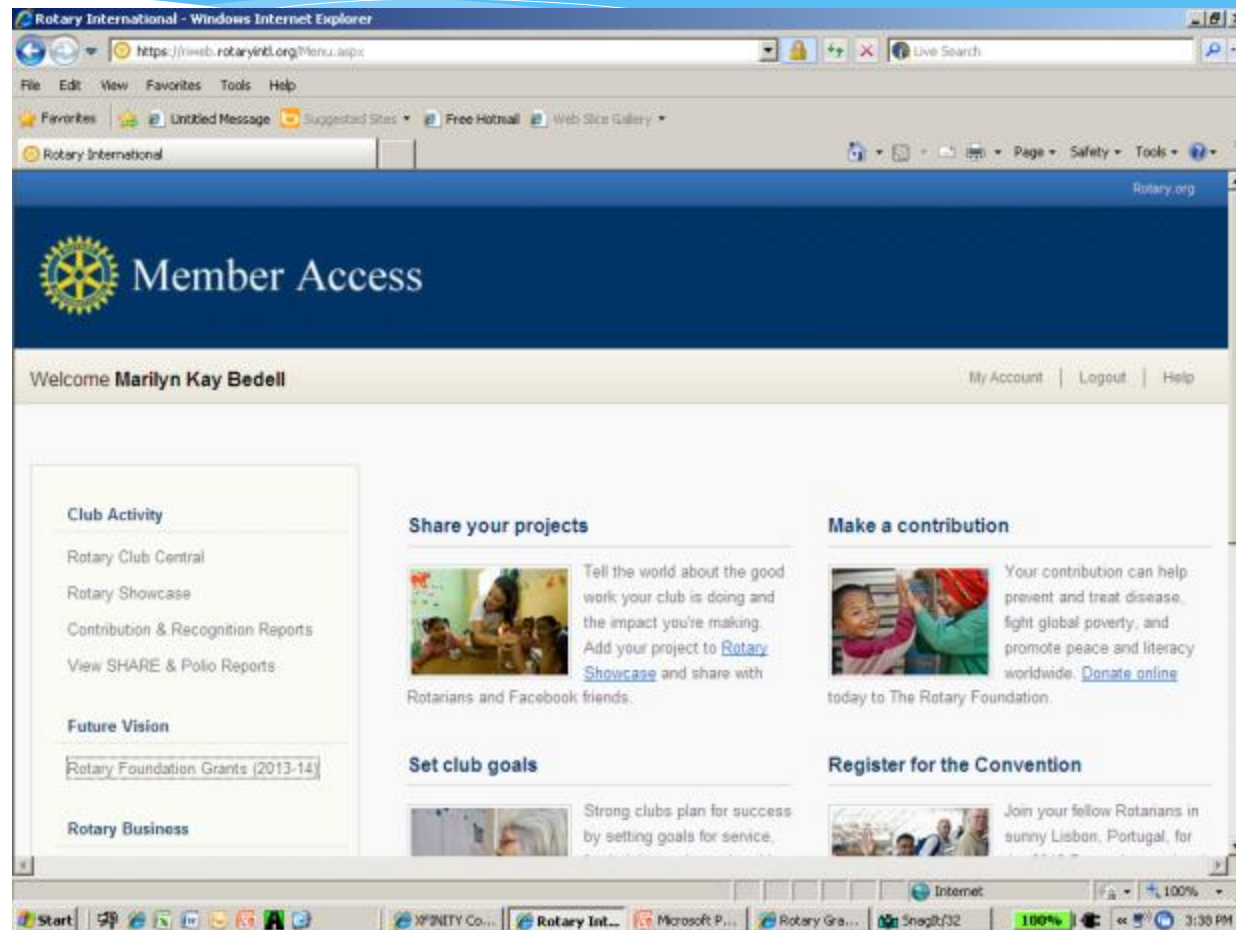 Rotary International - Windows Internet Explorer
https://riweb.rotaryintl.org/Menu.aspx
Live Search
File Edit View Favorites Tools Help
Favorites Untitled Message Suggested Sites Free Hotmail Web Slice Gallery
Rotary International Page Safety Tools
Rotary.org
Member Access
Welcome Marilyn Kay Bedell
My Account | Logout | Help
Club Activity
Rotary Club Central
Rotary Showcase
Contribution & Recognition Reports
View SHARE & Polio Reports
Future Vision
Rotary Foundation Grants (2013-14)
Rotary Business
Share your projects
Tell the world about the good
work your club is doing and
the impact you're making.
Add your project to Rotary
Showcase and share with
Rotarians and Facebook friends.
Make a contribution
Your contribution can help
prevent and treat disease,
fight global poverty, and
promote peace and literacy
worldwide. Donate online
today to The Rotary Foundation.
Set club goals
Strong clubs plan for success
by setting goals for service,
Register for the Convention
Join your fellow Rotarians in
sunny Lisbon, Portugal, for
Internet 100%
Start XFINITY Co... Rotary Int... Microsoft P... Rotary Gra... SnagIt/32 100% 3:38 PM